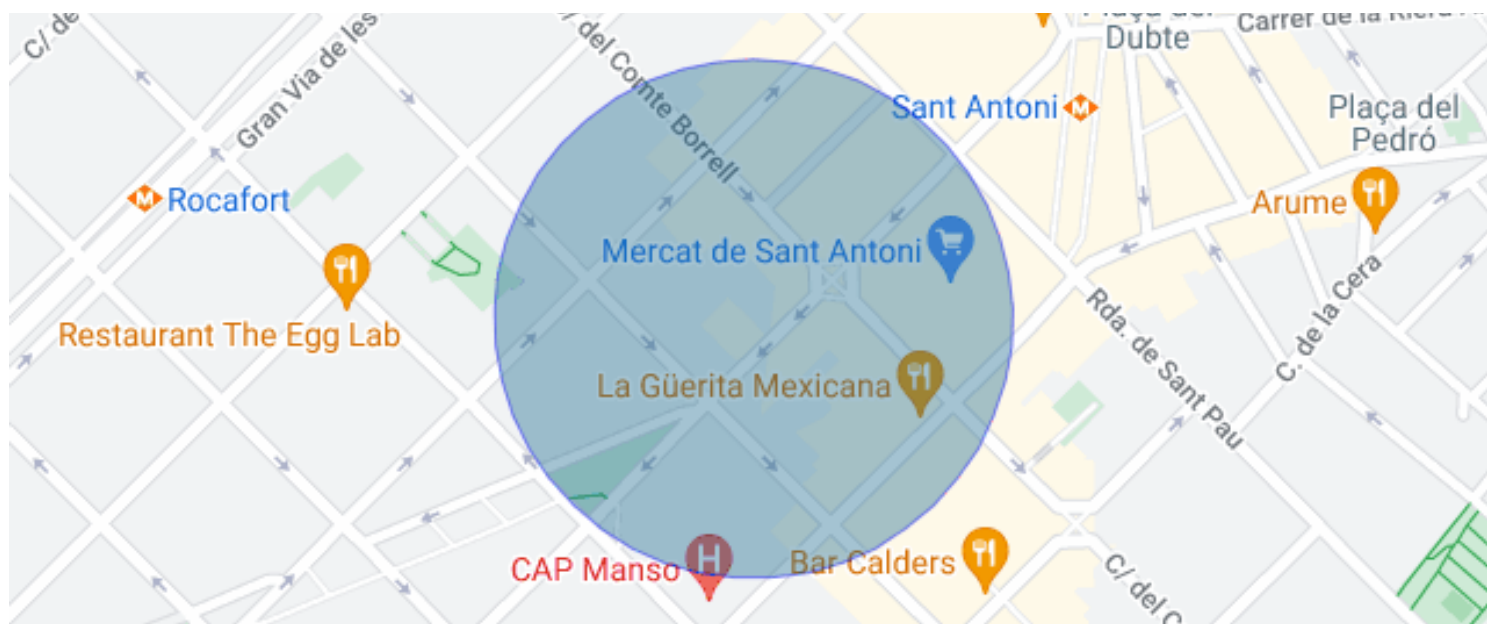 C/ de
Gran Via de les
C/ del Comte Borrell
Plaça del
Dubte
Carrer de la Riera A
Sant Antoni
Plaça del
Pedró
Rocafort
Arume
Mercat de Sant Antoni
Restaurant The Egg Lab
C. de la Cera
Rda. de Sant Pau
La Güerita Mexicana
CAP Manso
Bar Calders
C/ del C